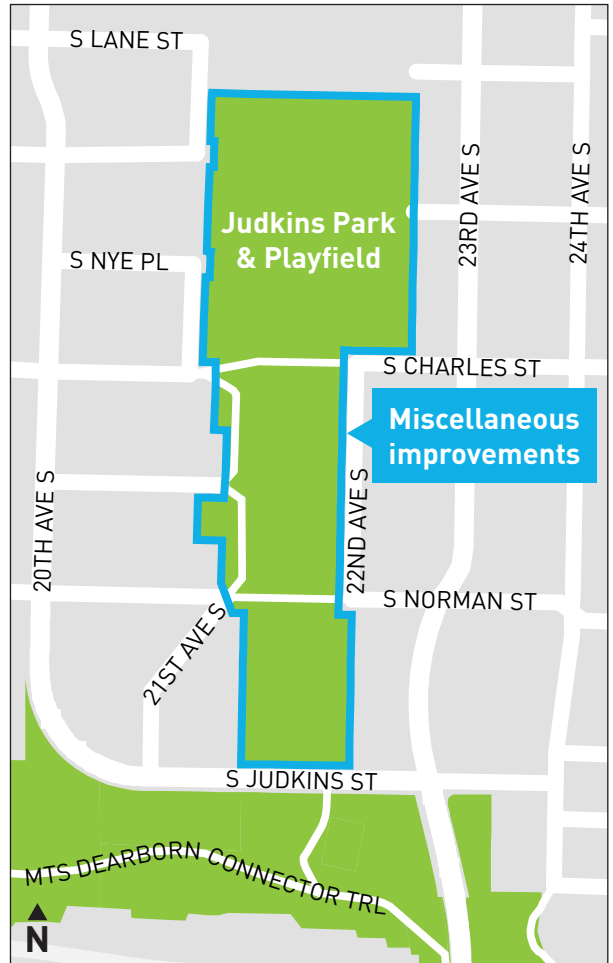 S LANE ST
23RD AVE S
24TH AVE S
Judkins Park
& Playfield
S NYE PL
S CHARLES ST
Miscellaneous
improvements
20TH AVE S
22ND AVE S
S NORMAN ST
21ST AVE S
S JUDKINS ST
MTS DEARBORN CONNECTOR TRL
N